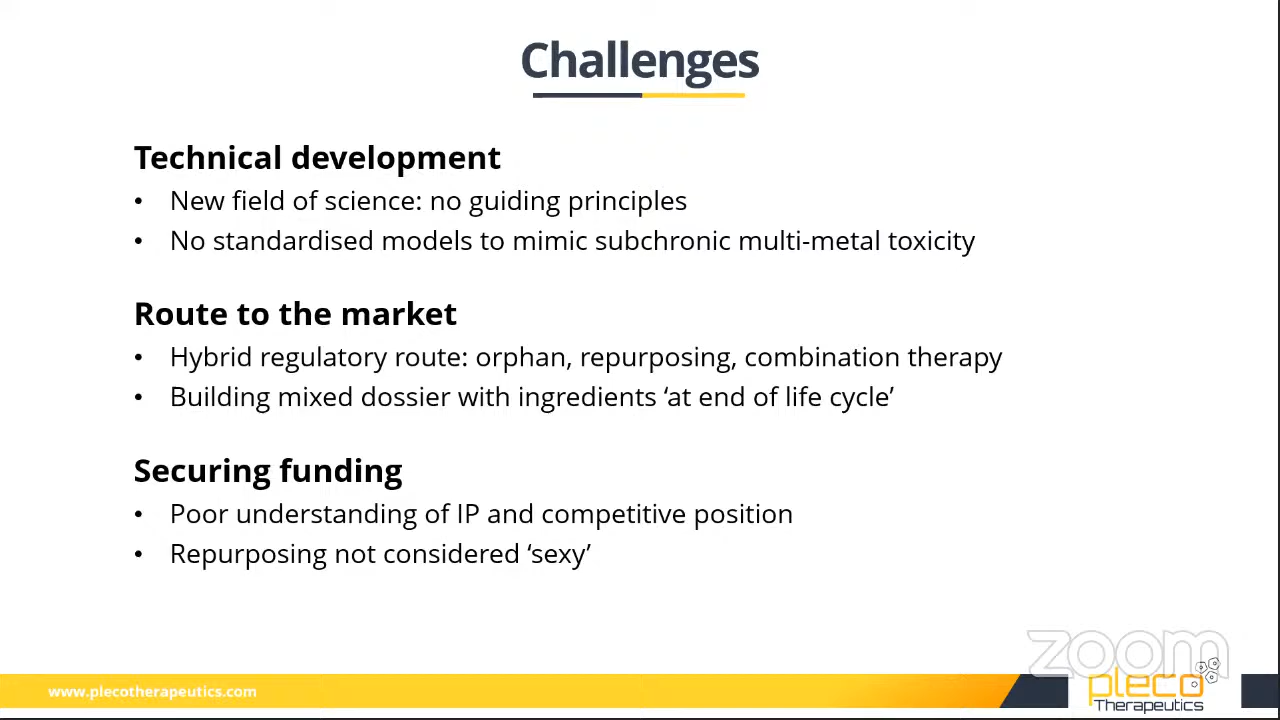 Challenges
Technical development
• New field of science: no guiding principles
• No standardised models to mimic subchronic multi-metal toxicity
Route to the market
• Hybrid regulatory route: orphan, repurposing, combination therapy
• Building mixed dossier with ingredients ‘at end of life cycle’
Securing funding
• Poor understanding of IP and competitive position
• Repurposing not considered ‘sexy’
zoom
www.plecotherapeutics.com
pleco
Therapeutics